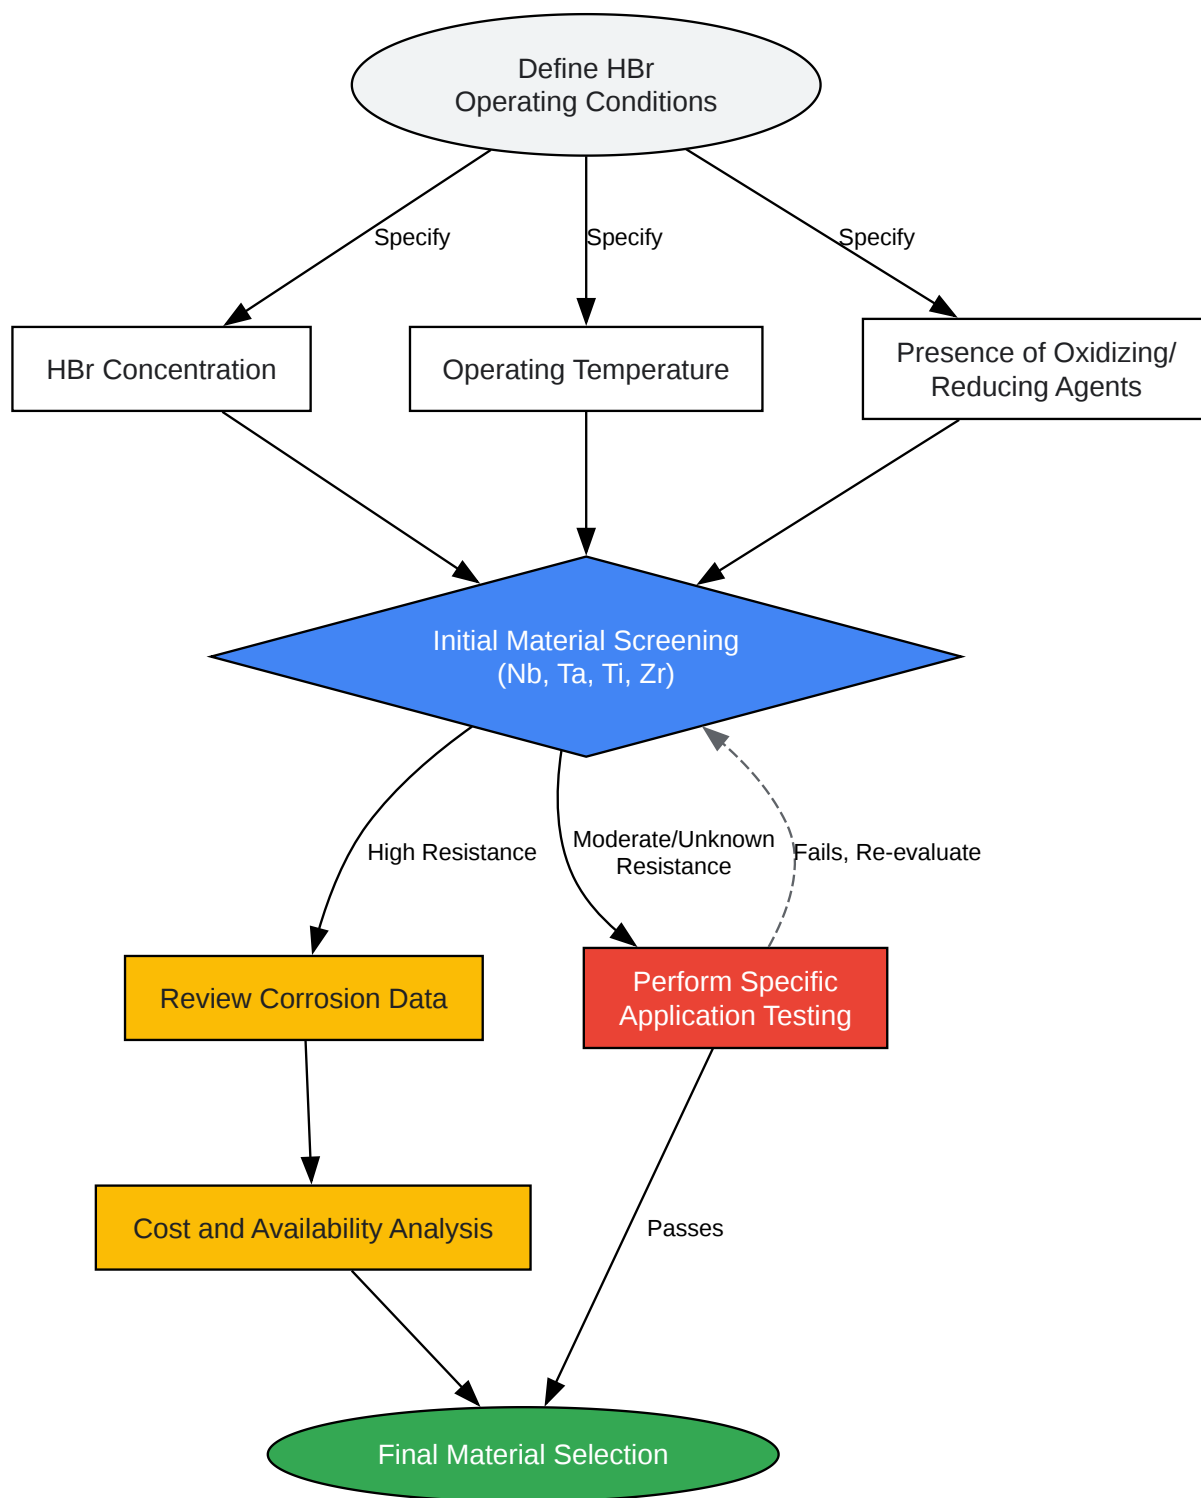 Define HBr
Operating Conditions
Specify
Specify
Specify
HBr Concentration
Operating Temperature
Presence of Oxidizing/
Reducing Agents
Initial Material Screening
(Nb, Ta, Ti, Zr)
High Resistance
Moderate/Unknown
Resistance
Fails, Re-evaluate
Review Corrosion Data
Perform Specific
Application Testing
Cost and Availability Analysis
Passes
Final Material Selection